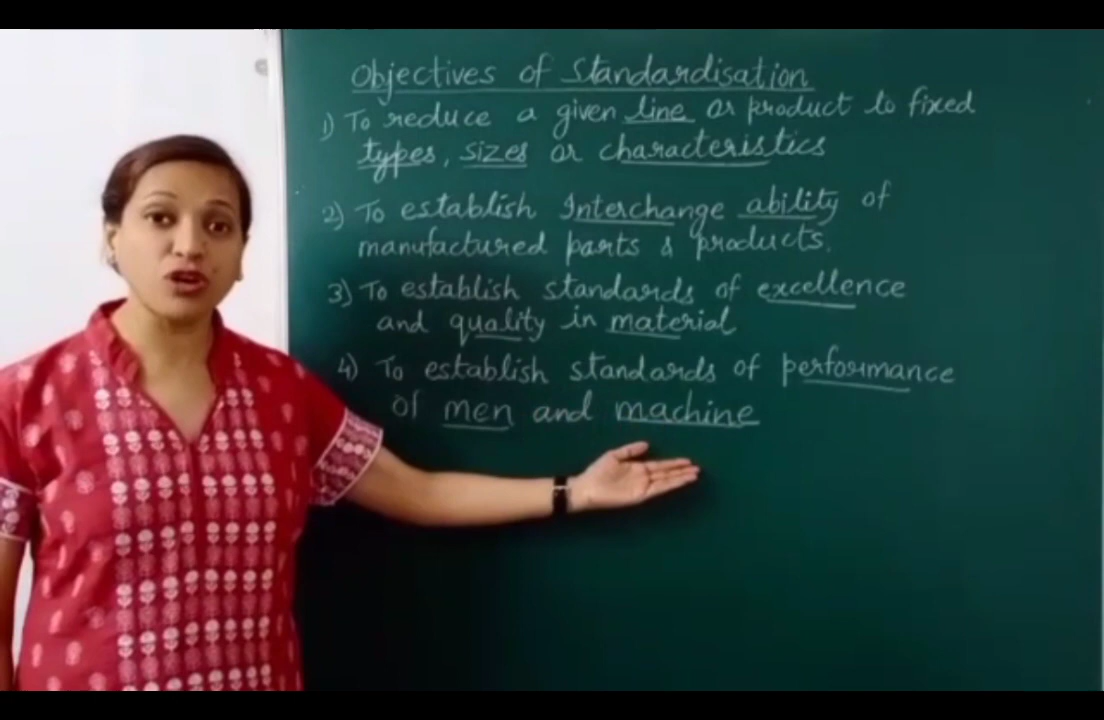 Objectives of Standardisation
1) To reduce a given line or product to fixed
types, sizes or characteristics
2) To establish Interchange ability of
manufactured parts & products.
3) To establish standards of excellence
and quality in material
4) To establish standards of performance
of men and machine